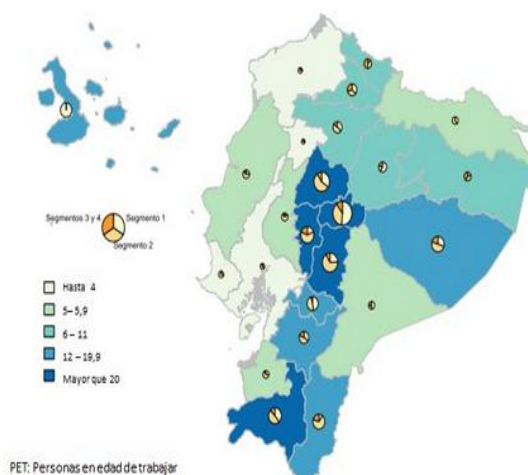 Segmentos 3 y 4
Segmento 1
Segmento 2
Hasta 4
5–5,9
6 – 11
12 – 19,9
Mayor que 20
PET: Personas en edad de trabajar